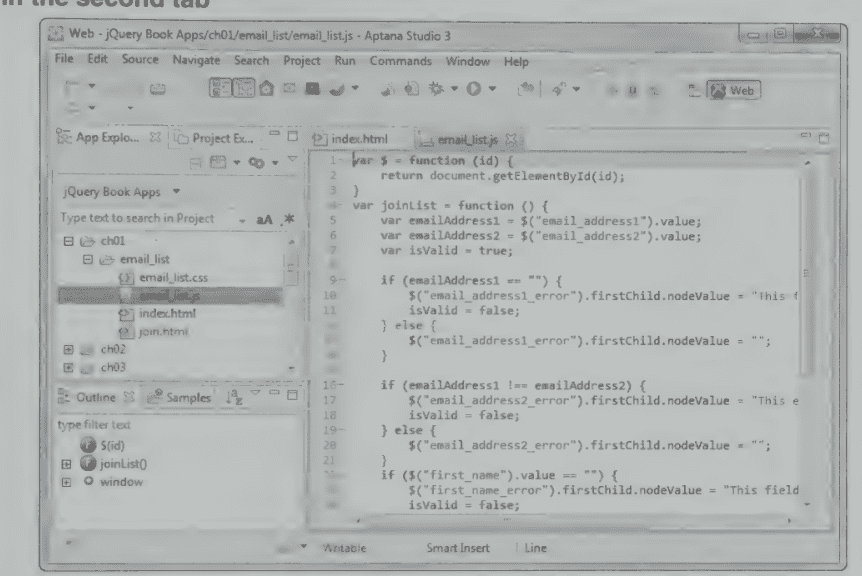 in the second tab
Web - jQuery Book Apps/ch01/email_list/email_list.js - Aptana Studio 3
File Edit Source Navigate Search Project Run Commands Window Help
Web
App Explo... Project Ex...
jQuery Book Apps
Type text to search in Project aA .*
ch01
email_list
email_list.css
email_list.js
index.html
join.html
ch02
ch03
Outline Samples
type filter text
$(id)
joinList()
window
index.html email_list.js
1 var $ = function (id) {
2 return document.getElementById(id);
3 }
4 var joinList = function () {
5 var emailAddress1 = $("email_address1").value;
6 var emailAddress2 = $("email_address2").value;
7 var isValid = true;
9 if (emailAddress1 == "") {
10 $("email_address1_error").firstChild.nodeValue = "This f
11 isValid = false;
} else {
$("email_address1_error").firstChild.nodeValue = "";
}
16 if (emailAddress1 !== emailAddress2) {
17 $("email_address2_error").firstChild.nodeValue = "This e
18 isValid = false;
19 } else {
20 $("email_address2_error").firstChild.nodeValue = "";
21 }
if ($("first_name").value == "") {
$("first_name_error").firstChild.nodeValue = "This field
isValid = false;
Writable Smart Insert Line